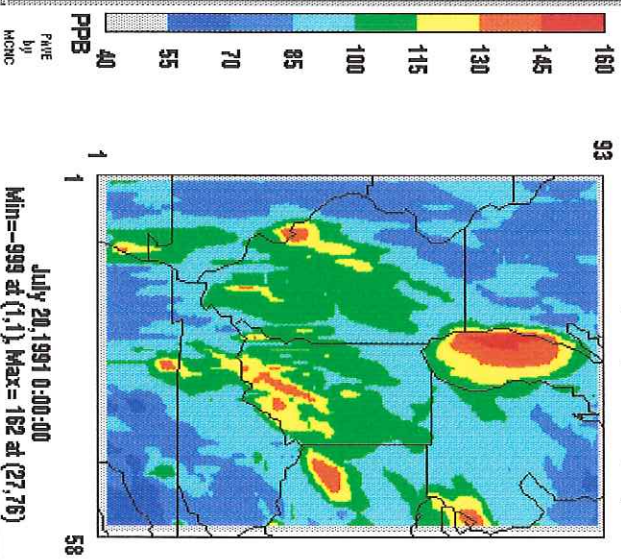 PPB
160
145
130
115
100
85
70
55
40
PAVE
by
MCNC
93
1
1
58
July 20,1991 0:00:00
Min=-999 at (1,1), Max= 162 at (27,76)